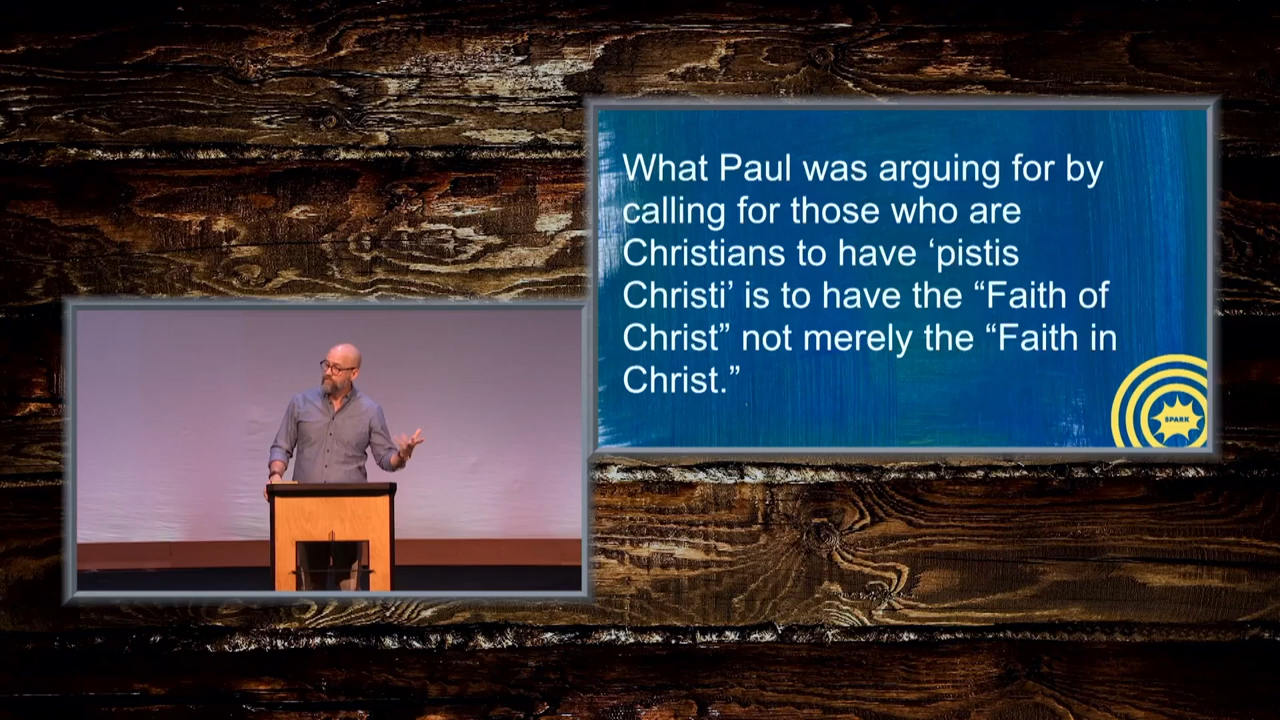 What Paul was arguing for by
calling for those who are
Christians to have ‘pistis
Christi’ is to have the “Faith of
Christ” not merely the “Faith in
Christ.”
SPARK